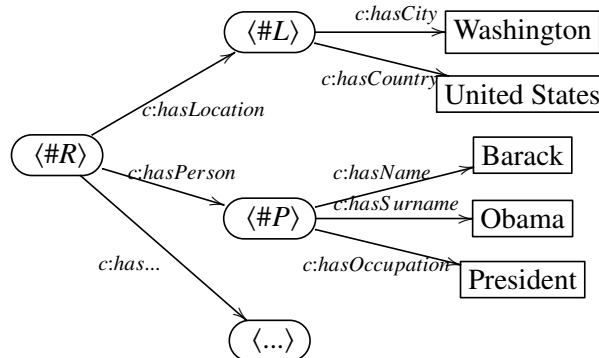 ⟨#L⟩
c:hasCity
Washington
c:hasCountry
United States
c:hasLocation
⟨#R⟩
c:hasPerson
⟨#P⟩
c:hasName
Barack
c:hasSurname
Obama
c:hasOccupation
President
c:has...
⟨...⟩